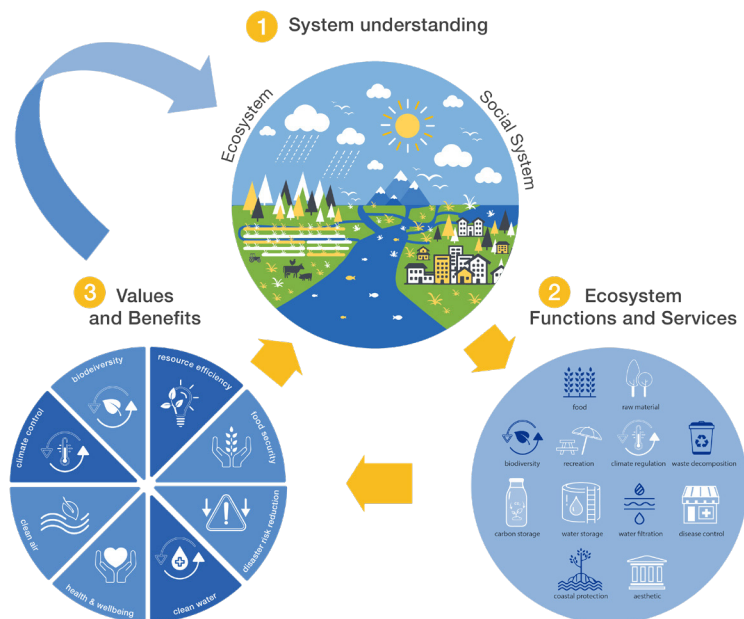 1 System understanding
Ecosystem
Social System
3 Values
and Benefits
2 Ecosystem
Functions and Services
biodeiversity
resource efficiency
climate control
food security
clean air
disaster risk reduction
health & wellbeing
clean water
food
raw material
biodiversity
recreation
climate regulation
waste decomposition
carbon storage
water storage
water filtration
disease control
coastal protection
aesthetic